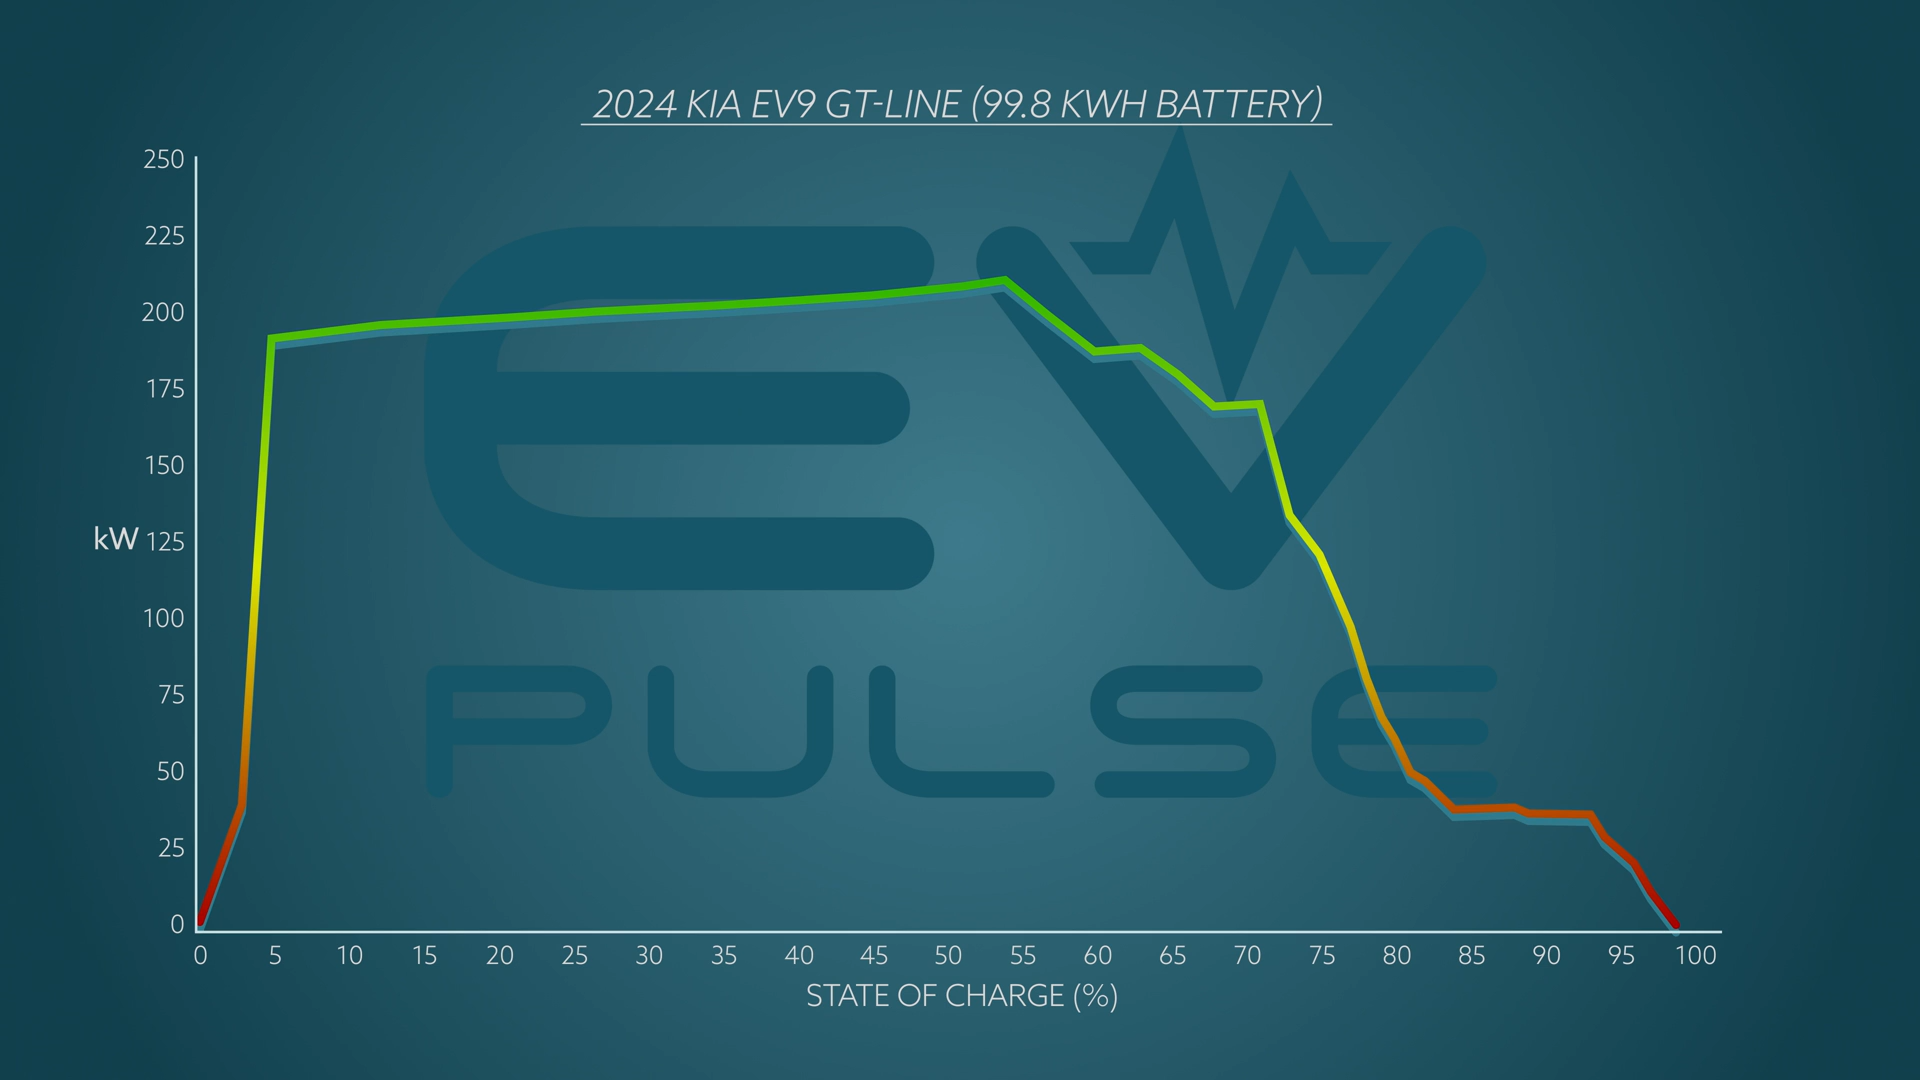 2024 KIA EV9 GT-LINE (99.8 KWH BATTERY)
250
225
200
175
150
kW 125
100
75
50
25
0
0 5 10 15 20 25 30 35 40 45 50 55 60 65 70 75 80 85 90 95 100
STATE OF CHARGE (%)
EV
PULSE